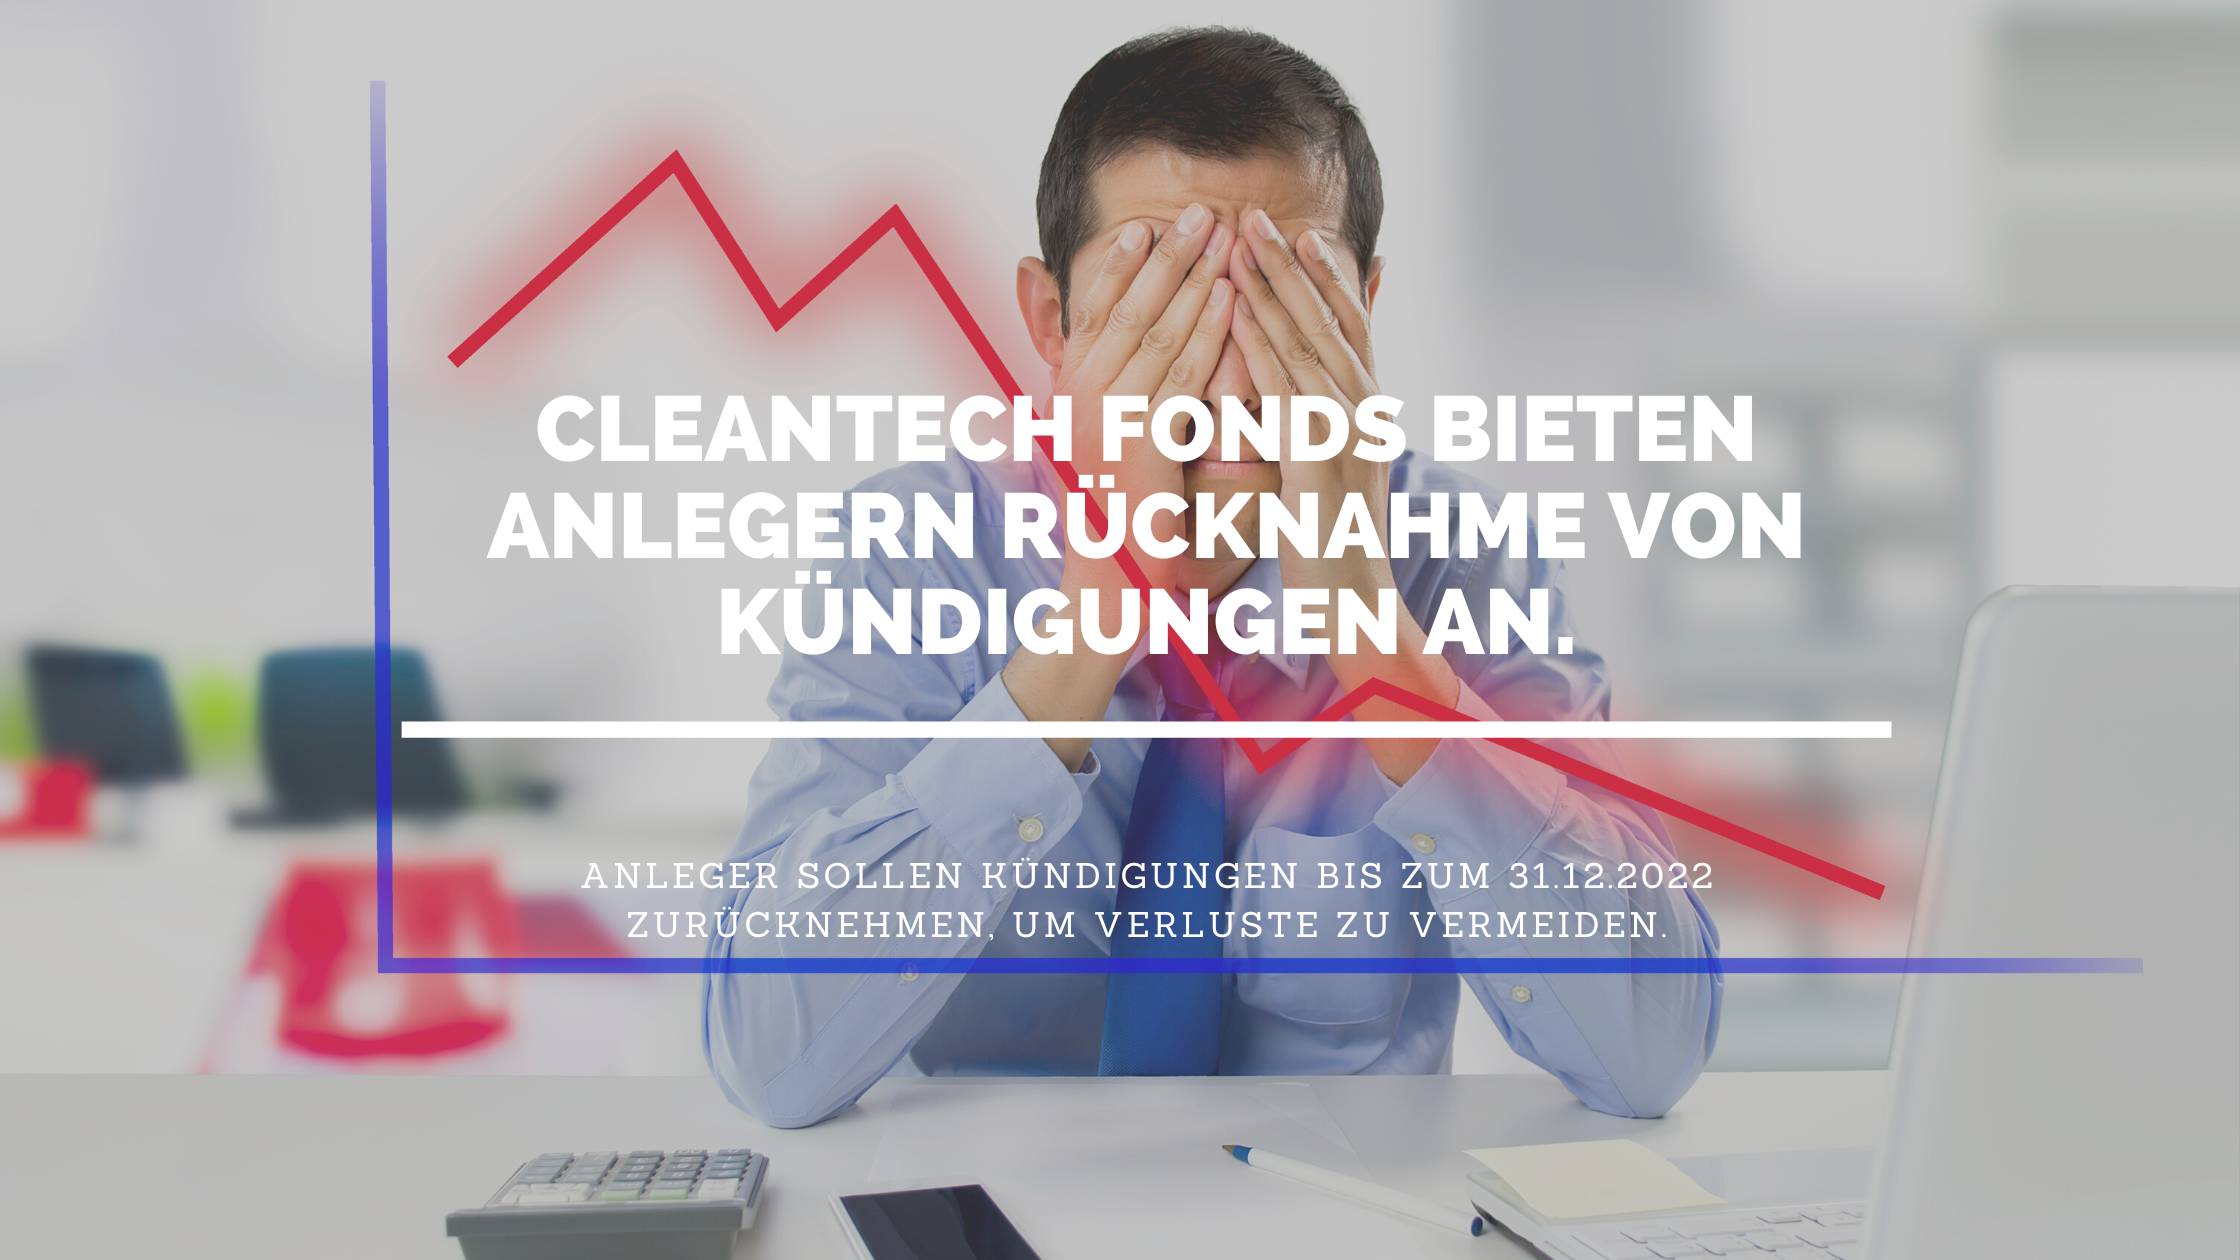 CLEANTECH FONDS BIETEN
ANLEGERN RÜCKNAHME VON
KÜNDIGUNGEN AN.
ANLEGER SOLLEN KÜNDIGUNGEN BIS ZUM 31.12.2022
ZURÜCKNEHMEN, UM VERLUSTE ZU VERMEIDEN.